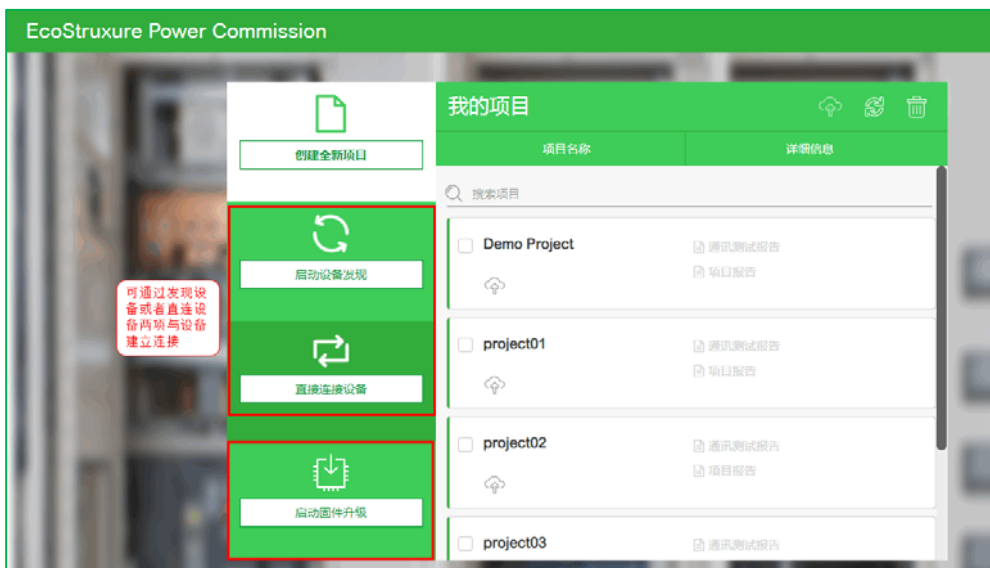 EcoStruxure Power Commission
创建全新项目
启动设备发现
可通过发现设
备或者直连设
备两项与设备
建立连接
直接连接设备
启动固件升级
我的项目
项目名称
详细信息
搜索项目
Demo Project
通讯测试报告
项目报告
project01
通讯测试报告
项目报告
project02
通讯测试报告
项目报告
project03
通讯测试报告